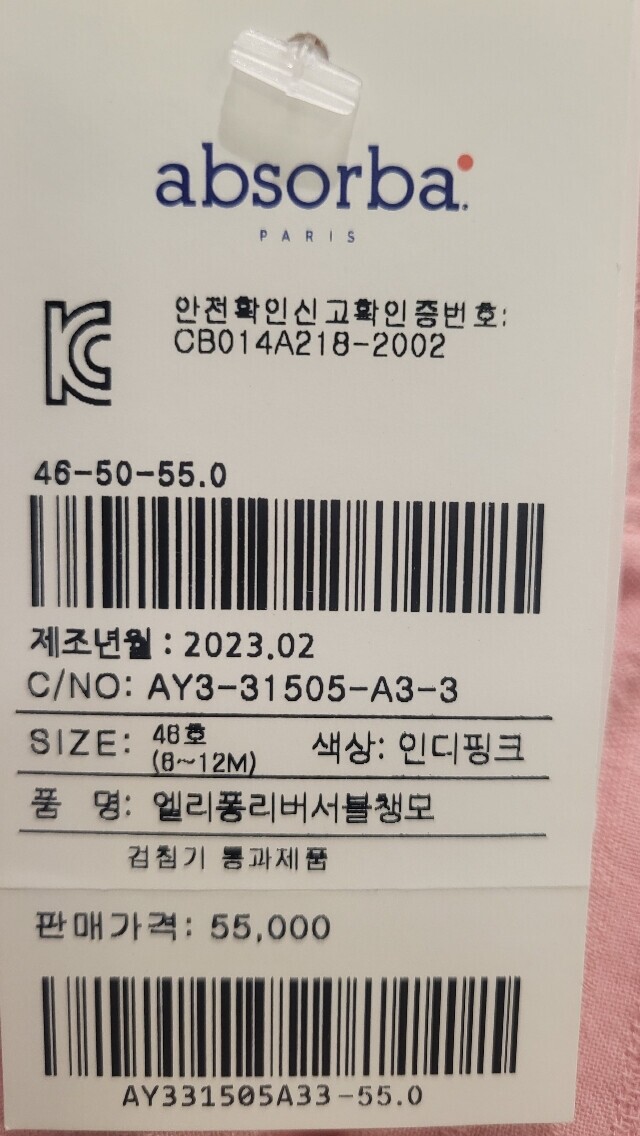 absorba.
PARIS
안전확인신고확인증번호:
CB014A218-2002
46-50-55.0
제조년월 : 2023.02
C/NO: AY3-31505-A3-3
SIZE: 46호 색상: 인디핑크
(6~12M)
품 명: 엘리퐁리버서블챙모
검침기 통과제품
판매가격: 55,000
AY331505A33-55.0